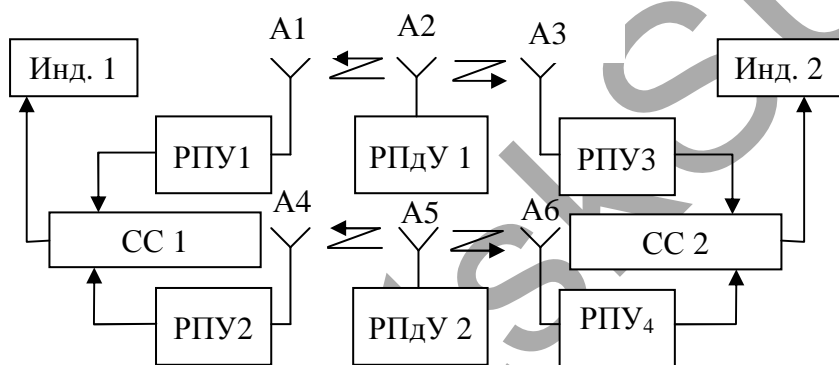 А1 А2 А3
Инд. 1 Инд. 2
РПУ1 РПдУ 1 РПУ3
А4 А5 А6
СС 1 СС 2
РПУ2 РПдУ 2 РПУ₄